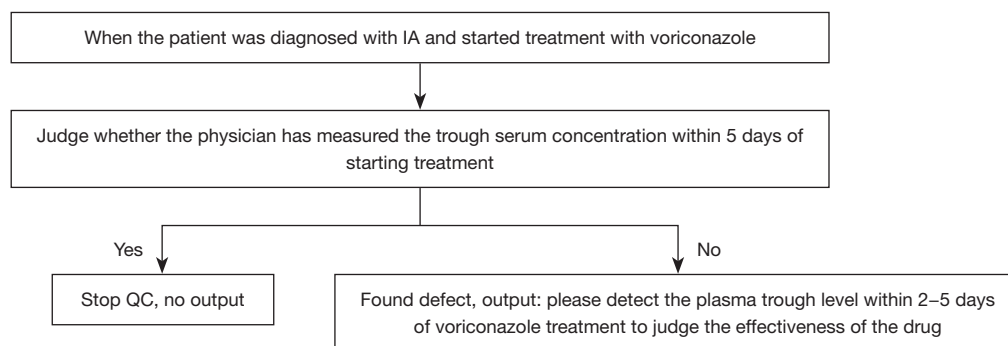 When the patient was diagnosed with IA and started treatment with voriconazole
Judge whether the physician has measured the trough serum concentration within 5 days of
starting treatment
Yes
No
Stop QC, no output
Found defect, output: please detect the plasma trough level within 2–5 days
of voriconazole treatment to judge the effectiveness of the drug